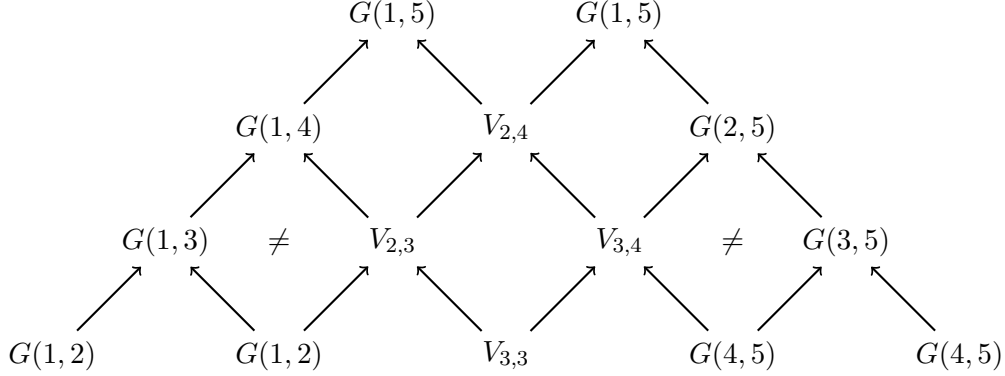 G(1, 5) G(1, 5)
G(1, 4) V_{2,4} G(2, 5)
G(1, 3) ≠ V_{2,3} V_{3,4} ≠ G(3, 5)
G(1, 2) G(1, 2) V_{3,3} G(4, 5) G(4, 5)